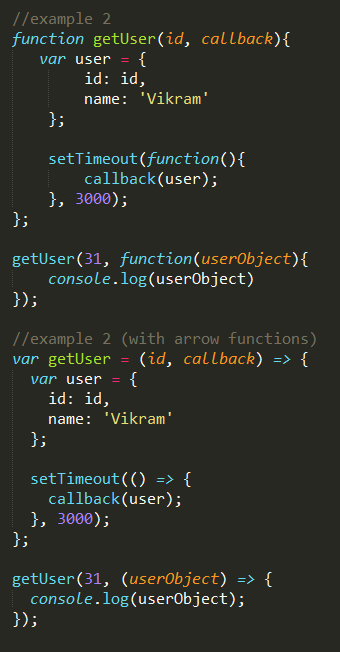 //example 2
function getUser(id, callback){
   var user = {
        id: id,
        name: 'Vikram'
    };

    setTimeout(function(){
        callback(user);
    }, 3000);
};

getUser(31, function(userObject){
    console.log(userObject)
});

//example 2 (with arrow functions)
var getUser = (id, callback) => {
  var user = {
    id: id,
    name: 'Vikram'
  };

  setTimeout(() => {
    callback(user);
  }, 3000);
};

getUser(31, (userObject) => {
  console.log(userObject);
});